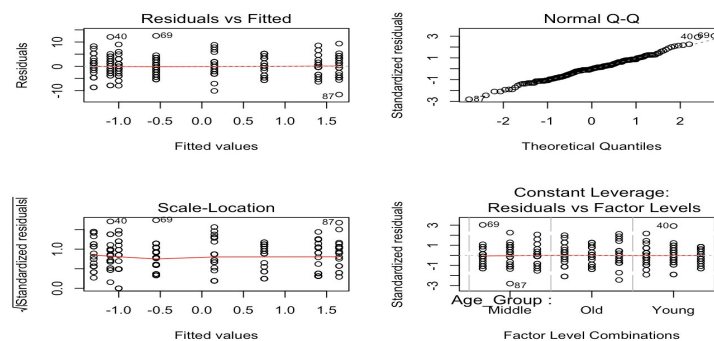 Residuals vs Fitted
Residuals
10
0
-10
40
69
87
-1.0 -0.5 0.0 0.5 1.0 1.5
Fitted values
Normal Q-Q
Standardized residuals
3
1
-1
-3
40 69
87
-2 -1 0 1 2
Theoretical Quantiles
Scale-Location
√|Standardized residuals|
1.0
0.0
40
69
87
-1.0 -0.5 0.0 0.5 1.0 1.5
Fitted values
Constant Leverage:
Residuals vs Factor Levels
Standardized residuals
3
1
-1
-3
69
40
87
Age_Group :
Middle Old Young
Factor Level Combinations